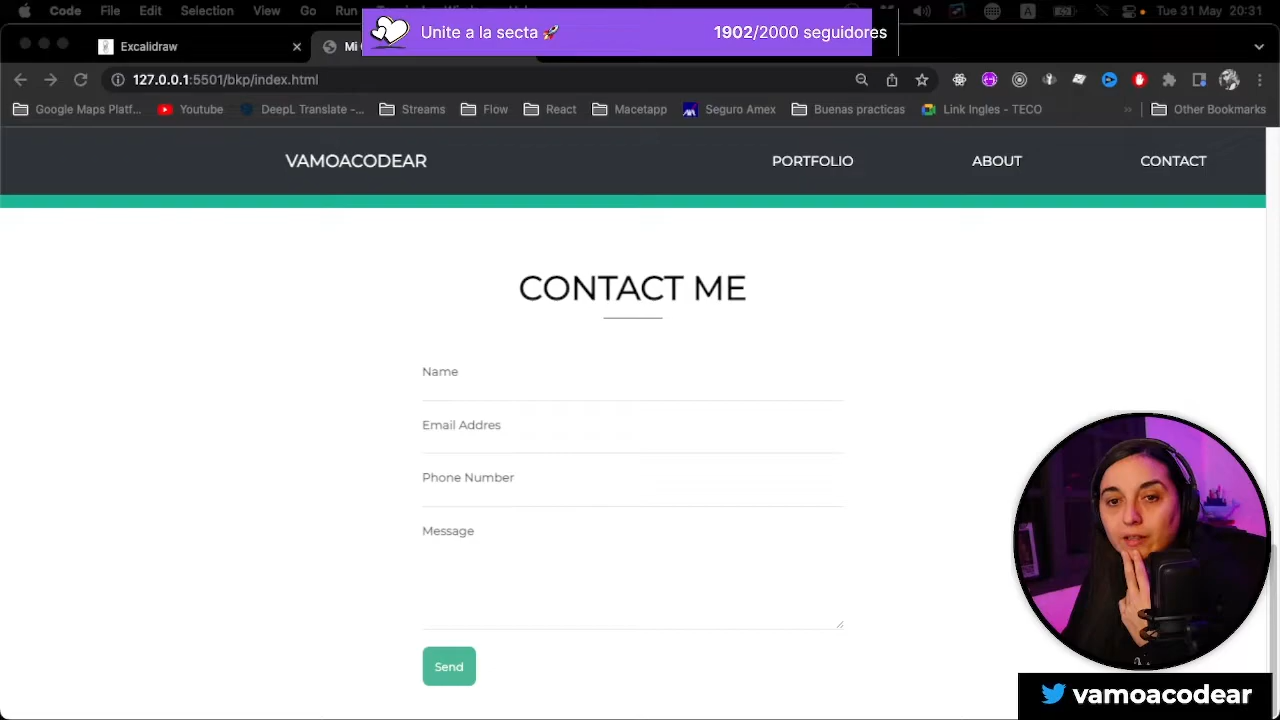 Code File Edit Selection View Go Run
Tue 31 May 20:31
Unite a la secta 🚀 1902/2000 seguidores
Excalidraw
127.0.0.1:5501/bkp/index.html
Google Maps Platf... Youtube DeepL Translate -... Streams Flow React Macetapp Seguro Amex Buenas practicas Link Ingles - TECO » Other Bookmarks
VAMOACODEAR PORTFOLIO ABOUT CONTACT
CONTACT ME
Name
Email Addres
Phone Number
Message
Send
vamoacodear